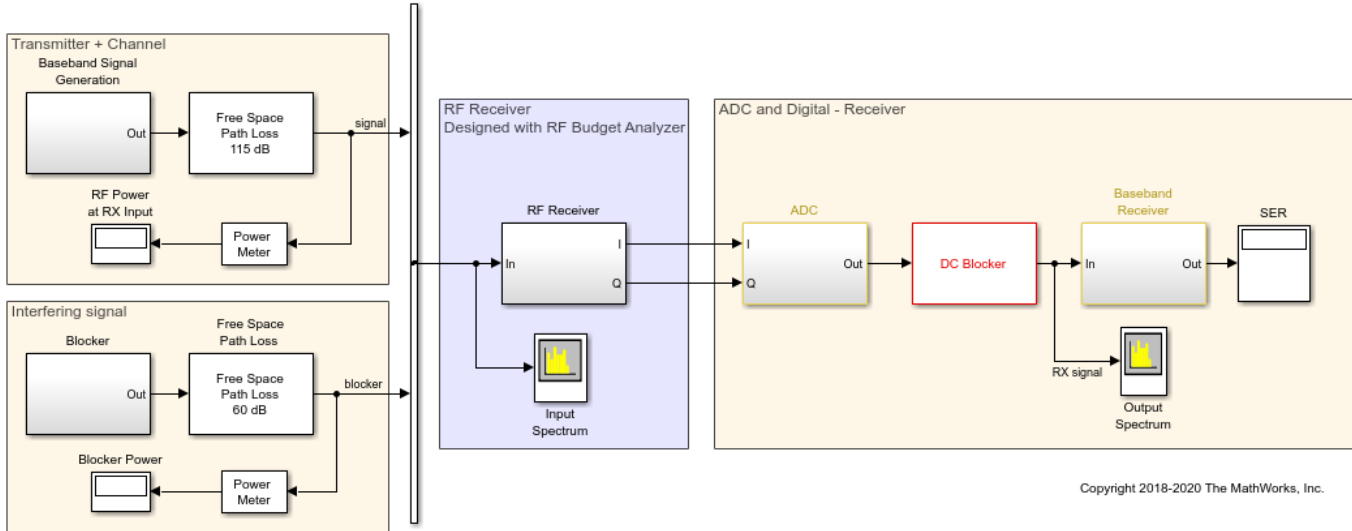 Transmitter + Channel
Baseband Signal
Generation
Out
Free Space
Path Loss
115 dB
signal
RF Power
at RX Input
Power
Meter
Interfering signal
Blocker
Out
Free Space
Path Loss
Free Space
Path Loss
60 dB
blocker
Blocker Power
Power
Meter
RF Receiver
Designed with RF Budget Analyzer
RF Receiver
In
I
Q
Input
Spectrum
ADC and Digital - Receiver
ADC
I
Q
Out
DC Blocker
Baseband
Receiver
In
Out
SER
RX signal
Output
Spectrum
Copyright 2018-2020 The MathWorks, Inc.